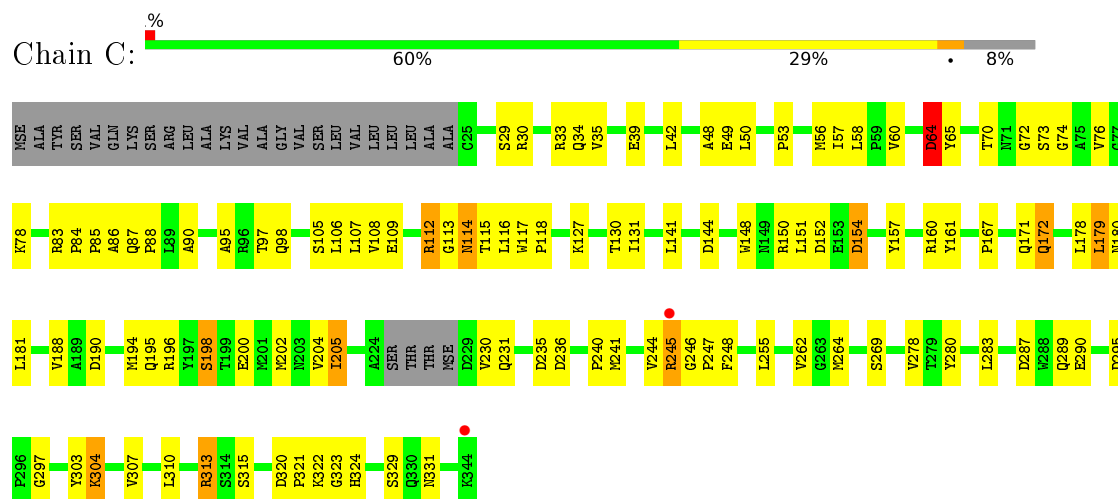 %
Chain C:
60% 29% • 8%
MSE ALA TYR SER VAL GLN LYS SER ARG LEU ALA LYS VAL ALA GLY VAL SER LEU VAL LEU LEU LEU ALA ALA C25 S29 R30 R33 Q34 V35 E39 L42 A48 E49 L50 P53 M56 I57 L58 P59 V60 D64 Y65 T70 N71 G72 S73 G74 A75 V76 G77
K78 R83 P84 P85 A86 Q87 P88 L89 A90 A95 R96 T97 Q98 S105 L106 L107 V108 E109 R112 G113 N114 T115 L116 W117 P118 K127 T130 I131 L141 D144 W148 N149 R150 L151 D152 E153 D154 Y157 R160 Y161 P167 Q171 Q172 L178 L179 N180
L181 V188 A189 D190 M194 Q195 R196 Y197 S198 T199 E200 M201 M202 N203 V204 I205 A224 SER THR THR MSE D229 V230 Q231 D235 D236 P240 M241 V244 R245 G246 P247 F248 L255 V262 G263 M264 S269 V278 T279 Y280 L283 D287 W288 Q289 E290 D295
P296 G297 Y303 K304 V307 L310 R313 S314 S315 D320 P321 K322 G323 H324 S329 Q330 N331 K344